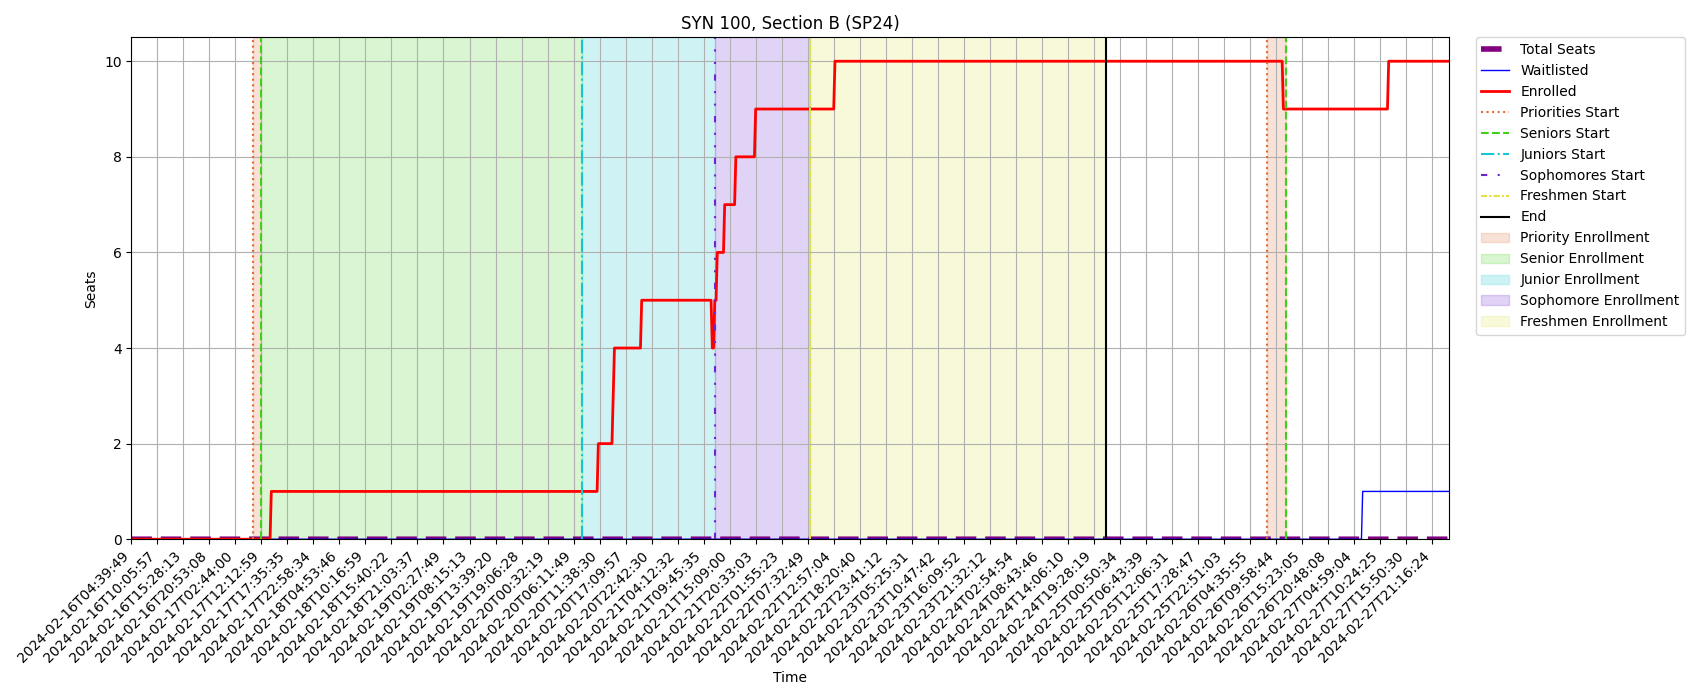 SYN 100, Section B (SP24)
Seats
10
8
6
4
2
0
2024-02-16T04:39:49
2024-02-16T10:05:57
2024-02-16T15:28:13
2024-02-16T20:53:08
2024-02-17T02:44:00
2024-02-17T12:12:59
2024-02-17T17:35:35
2024-02-17T22:58:34
2024-02-18T04:53:46
2024-02-18T10:16:59
2024-02-18T15:40:22
2024-02-18T21:03:37
2024-02-19T02:27:49
2024-02-19T08:15:13
2024-02-19T13:39:20
2024-02-19T19:06:28
2024-02-20T00:32:19
2024-02-20T06:11:49
2024-02-20T11:38:30
2024-02-20T17:09:57
2024-02-20T22:42:30
2024-02-21T04:12:32
2024-02-21T09:45:35
2024-02-21T15:09:00
2024-02-21T20:33:03
2024-02-22T01:55:23
2024-02-22T07:32:49
2024-02-22T12:57:04
2024-02-22T18:20:40
2024-02-22T23:41:12
2024-02-23T05:25:31
2024-02-23T10:47:42
2024-02-23T16:09:52
2024-02-23T21:32:12
2024-02-24T02:54:54
2024-02-24T08:43:46
2024-02-24T14:06:10
2024-02-24T19:28:19
2024-02-25T00:50:34
2024-02-25T06:43:39
2024-02-25T12:06:31
2024-02-25T17:28:47
2024-02-25T22:51:03
2024-02-26T04:35:55
2024-02-26T09:58:44
2024-02-26T15:23:05
2024-02-26T20:48:08
2024-02-27T04:59:04
2024-02-27T10:24:25
2024-02-27T15:50:30
2024-02-27T21:16:24
Time
Total Seats
Waitlisted
Enrolled
Priorities Start
Seniors Start
Juniors Start
Sophomores Start
Freshmen Start
End
Priority Enrollment
Senior Enrollment
Junior Enrollment
Sophomore Enrollment
Freshmen Enrollment